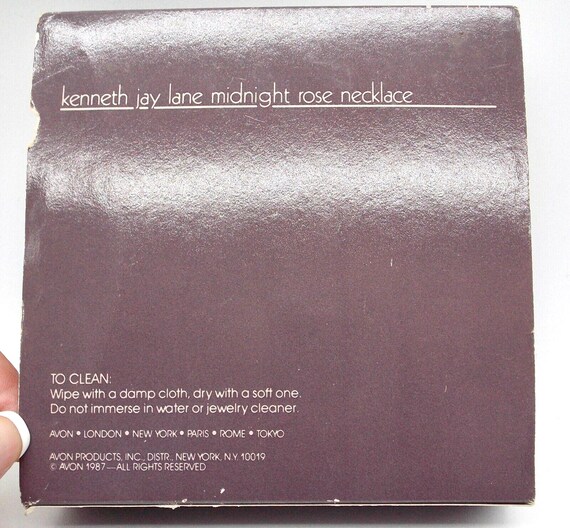 kenneth jay lane midnight rose necklace
TO CLEAN:
Wipe with a damp cloth, dry with a soft one.
Do not immerse in water or jewelry cleaner.
AVON • LONDON • NEW YORK • PARIS • ROME • TOKYO
AVON PRODUCTS, INC., DISTR., NEW YORK, N.Y. 10019
© AVON 1987—ALL RIGHTS RESERVED